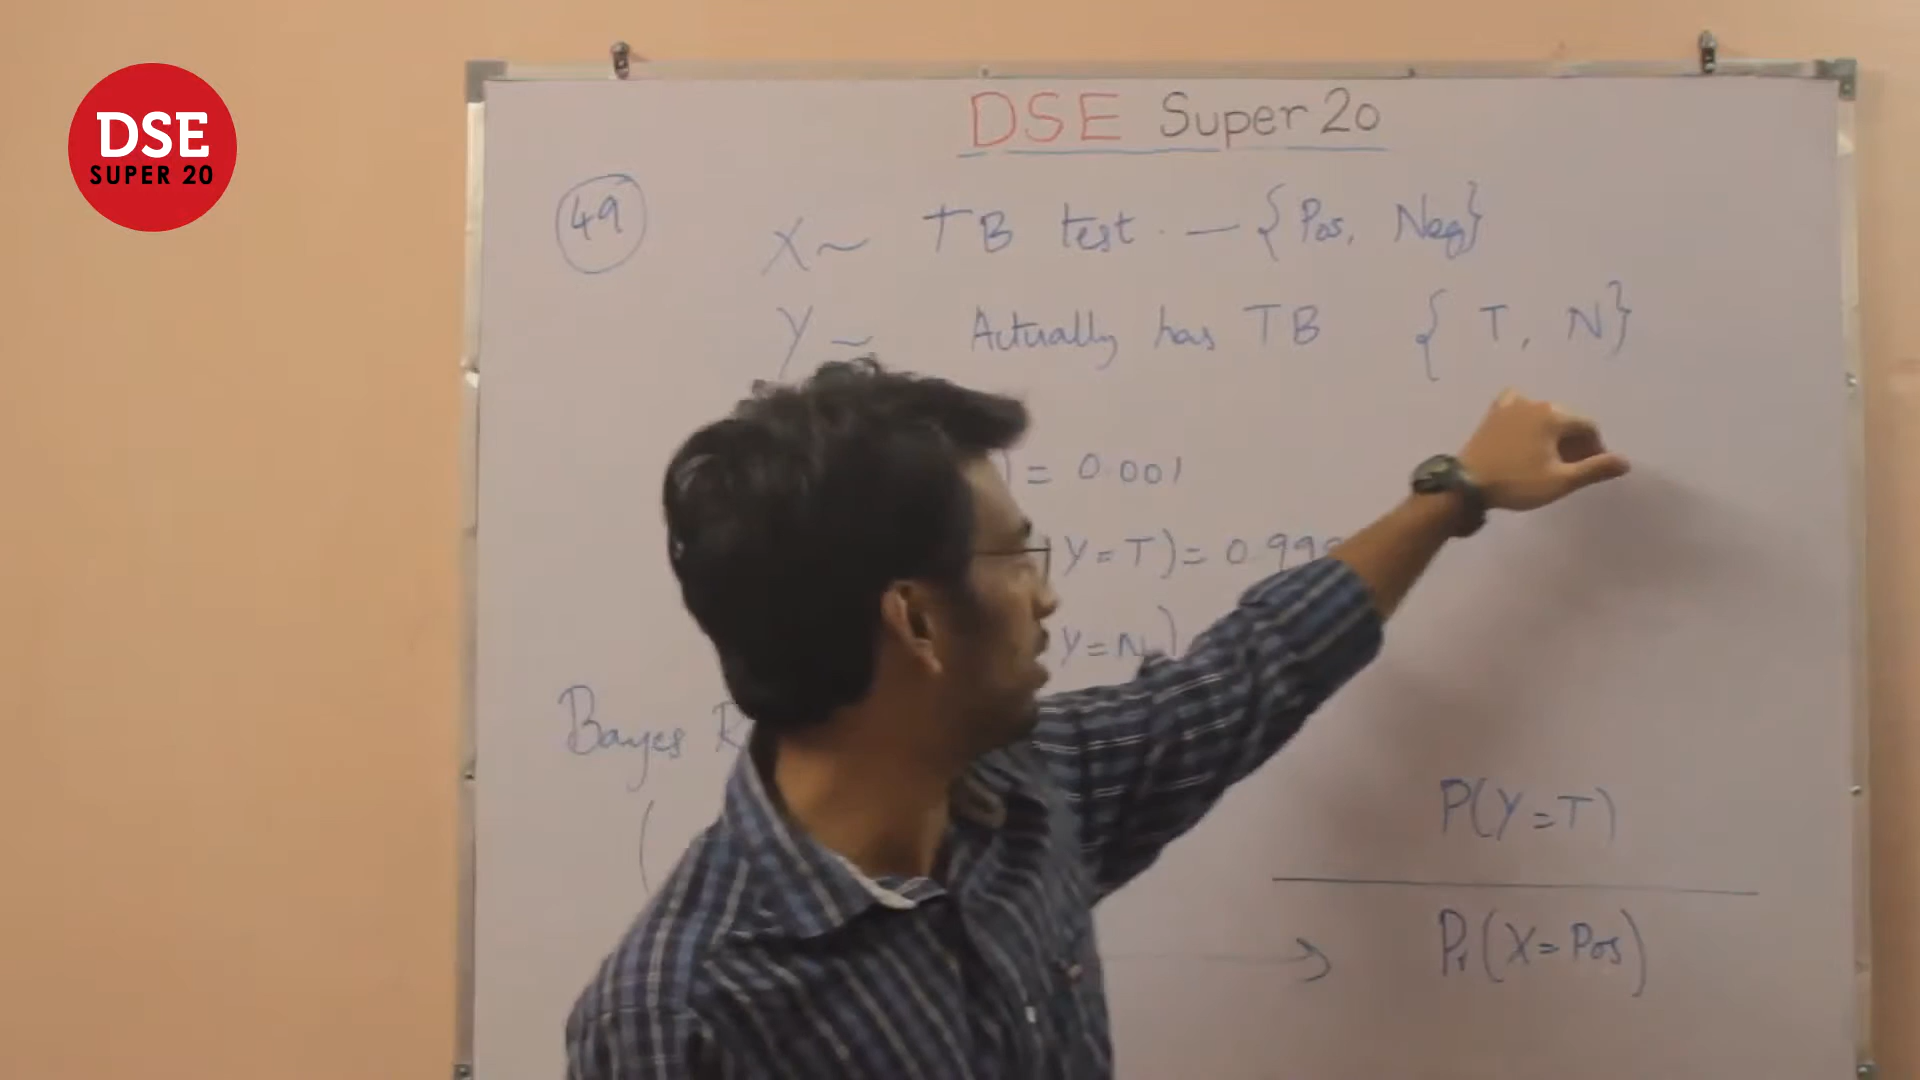 DSE
SUPER 20
DSE Super 20
49
X ~ TB test. — {Pos, Neg}
Y ~ Actually has TB { T, N}
) = 0.001
Y = T) = 0.99
Y = N)
Bayes R
(
P(Y=T)
Pr(X=Pos)